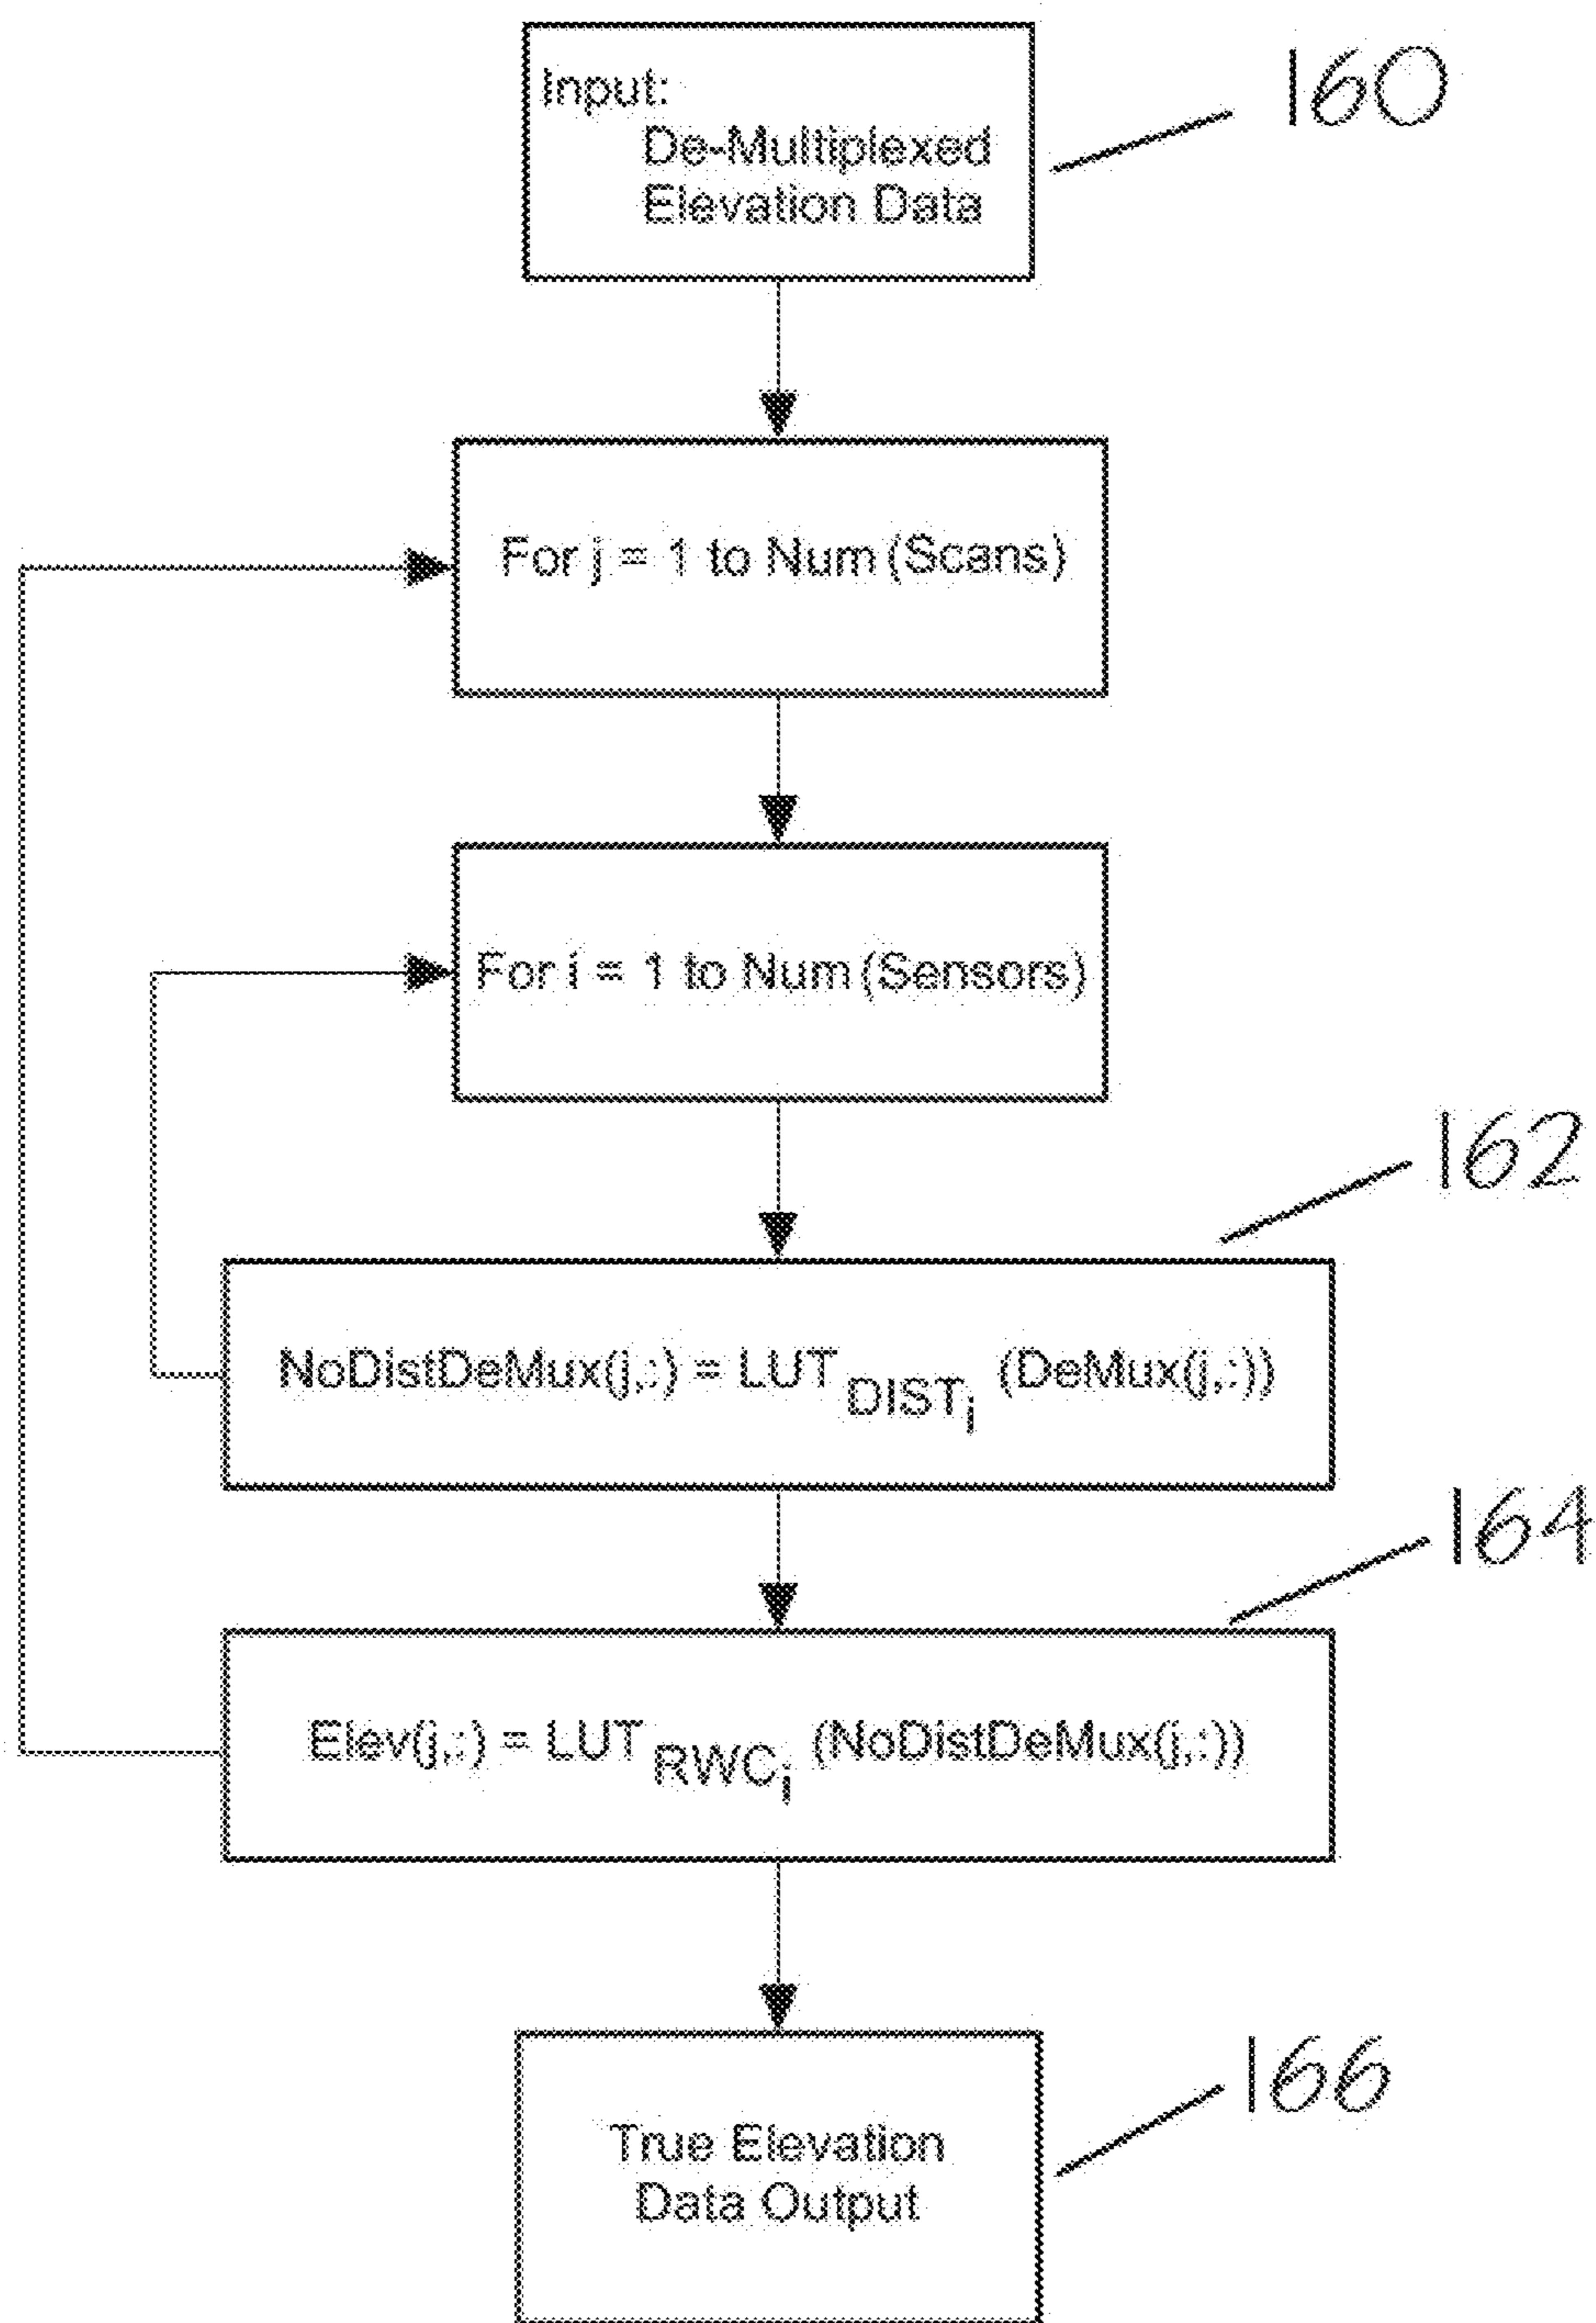 Input:
De-Multiplexed
Elevation Data
160
For j = 1 to Num (Scans)
For i = 1 to Num (Sensors)
162
NoDistDeMux(j,:) = LUT DIST i (DeMux(j,:))
164
Elev(j,:) = LUT RWC i (NoDistDeMux(j,:))
True Elevation
Data Output
166